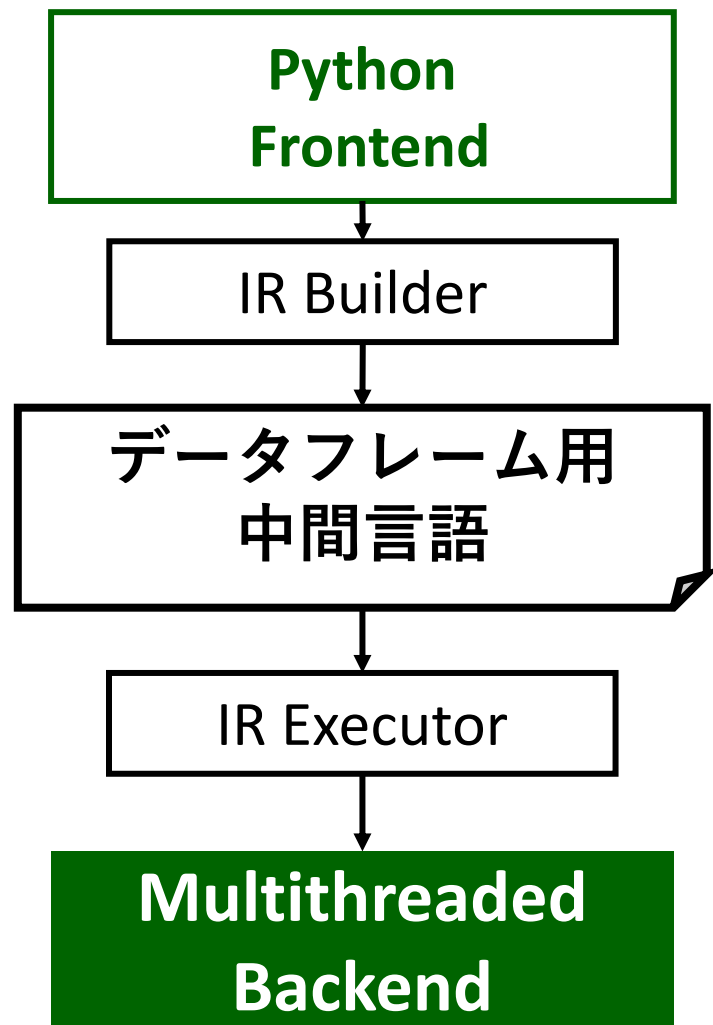 Python
Frontend
IR Builder
データフレーム用
中間言語
IR Executor
Multithreaded
Backend